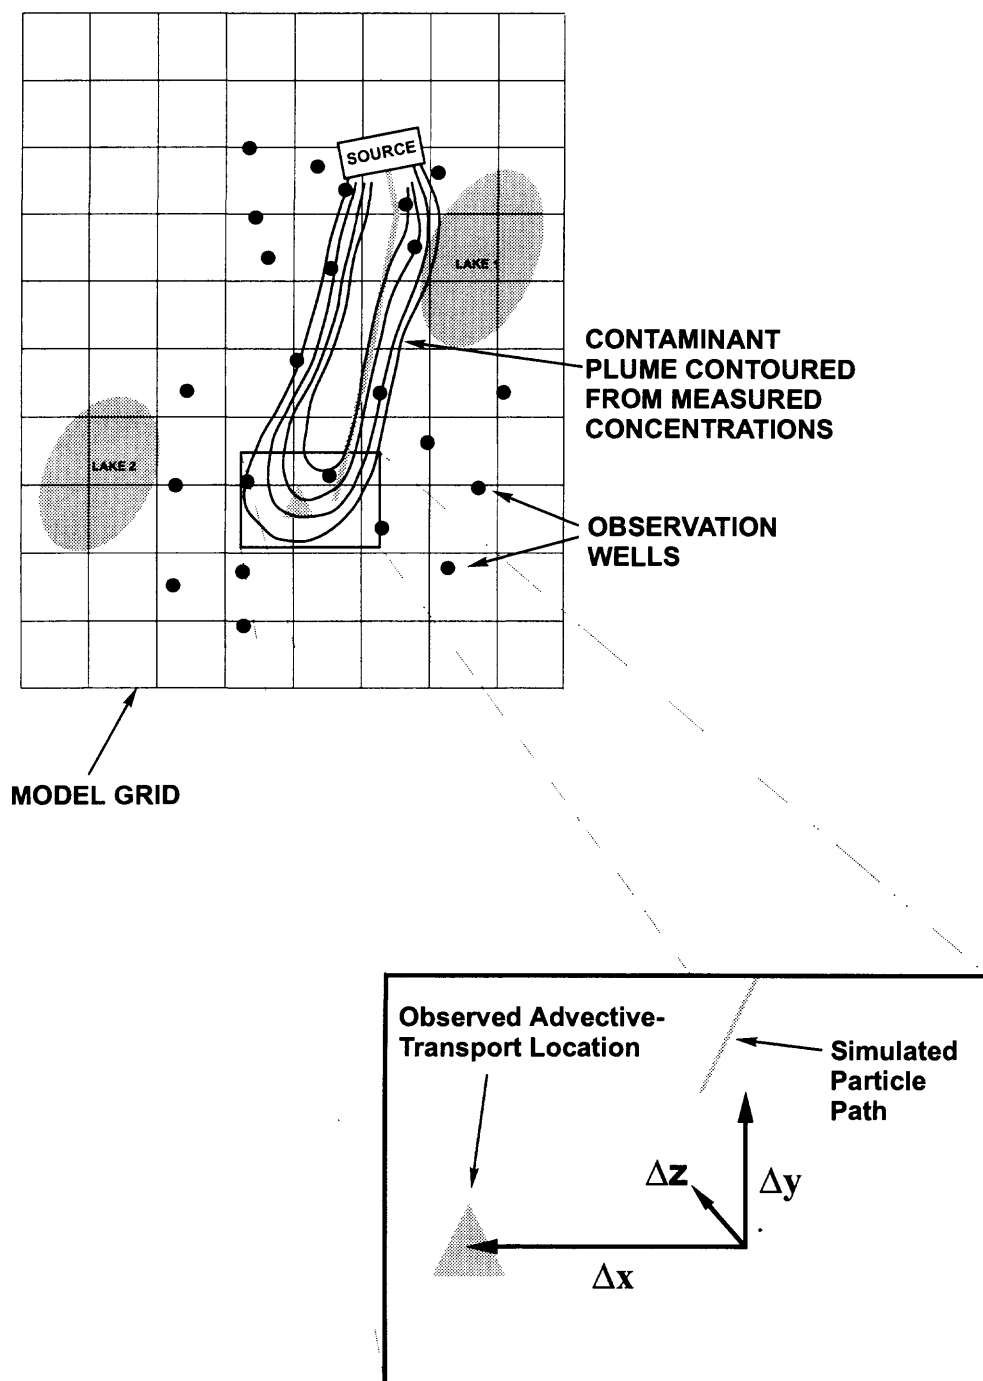 SOURCE
LAKE 1
CONTAMINANT
PLUME CONTOURED
FROM MEASURED
CONCENTRATIONS
LAKE 2
OBSERVATION
WELLS
MODEL GRID
Observed Advective-
Transport Location
Simulated
Particle
Path
Δz
Δy
Δx